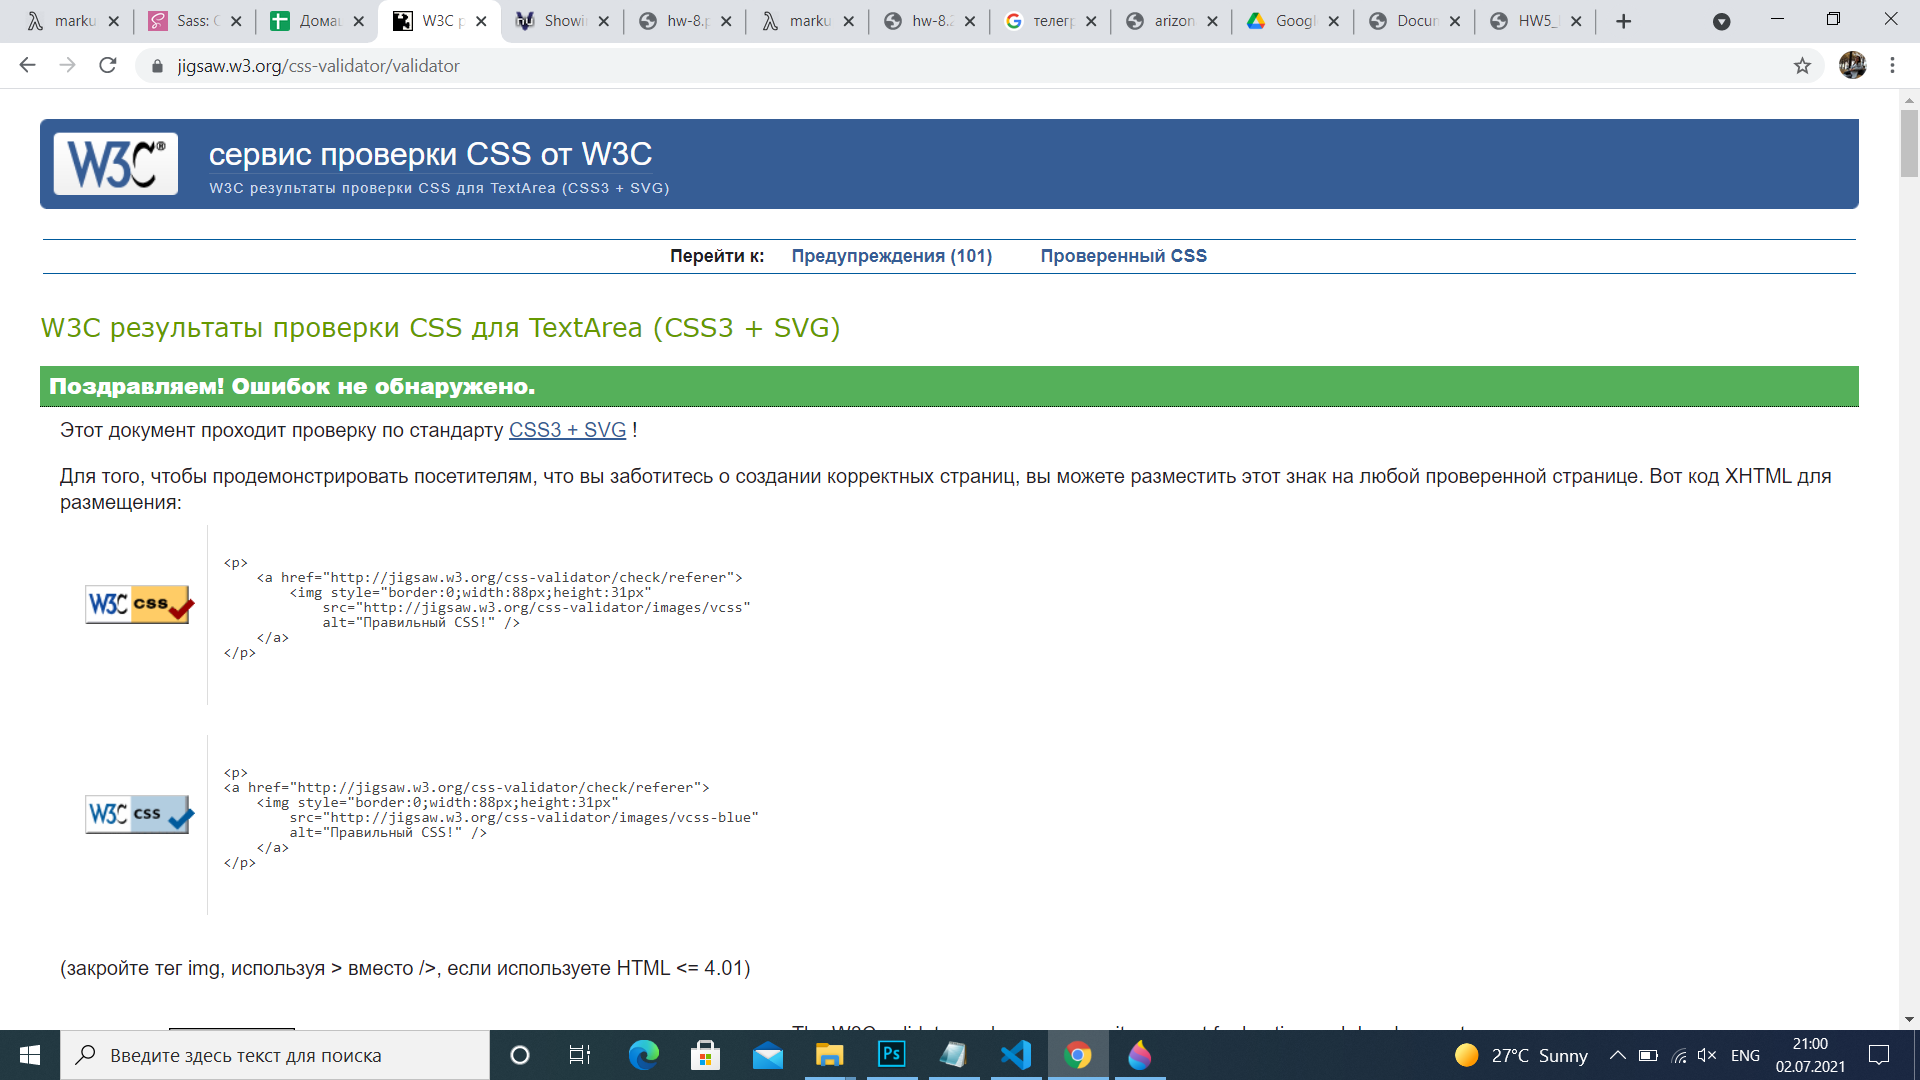 marku
Sass:
Домаш
W3C р
Showi
hw-8.p
marku
hw-8.2
телегр
arizon
Google
Docum
HW5_
jigsaw.w3.org/css-validator/validator
W3C®
сервис проверки CSS от W3C
W3C результаты проверки CSS для TextArea (CSS3 + SVG)
Перейти к: Предупреждения (101) Проверенный CSS
W3C результаты проверки CSS для TextArea (CSS3 + SVG)
Поздравляем! Ошибок не обнаружено.
Этот документ проходит проверку по стандарту CSS3 + SVG !
Для того, чтобы продемонстрировать посетителям, что вы заботитесь о создании корректных страниц, вы можете разместить этот знак на любой проверенной странице. Вот код XHTML для
размещения:
W3C css
<p>
<a href="http://jigsaw.w3.org/css-validator/check/referer">
<img style="border:0;width:88px;height:31px"
src="http://jigsaw.w3.org/css-validator/images/vcss"
alt="Правильный CSS!" />
</a>
</p>
W3C css
<p>
<a href="http://jigsaw.w3.org/css-validator/check/referer">
<img style="border:0;width:88px;height:31px"
src="http://jigsaw.w3.org/css-validator/images/vcss-blue"
alt="Правильный CSS!" />
</a>
</p>
(закройте тег img, используя > вместо />, если используете HTML <= 4.01)
Введите здесь текст для поиска
Ps
27°C Sunny
ENG
21:00
02.07.2021